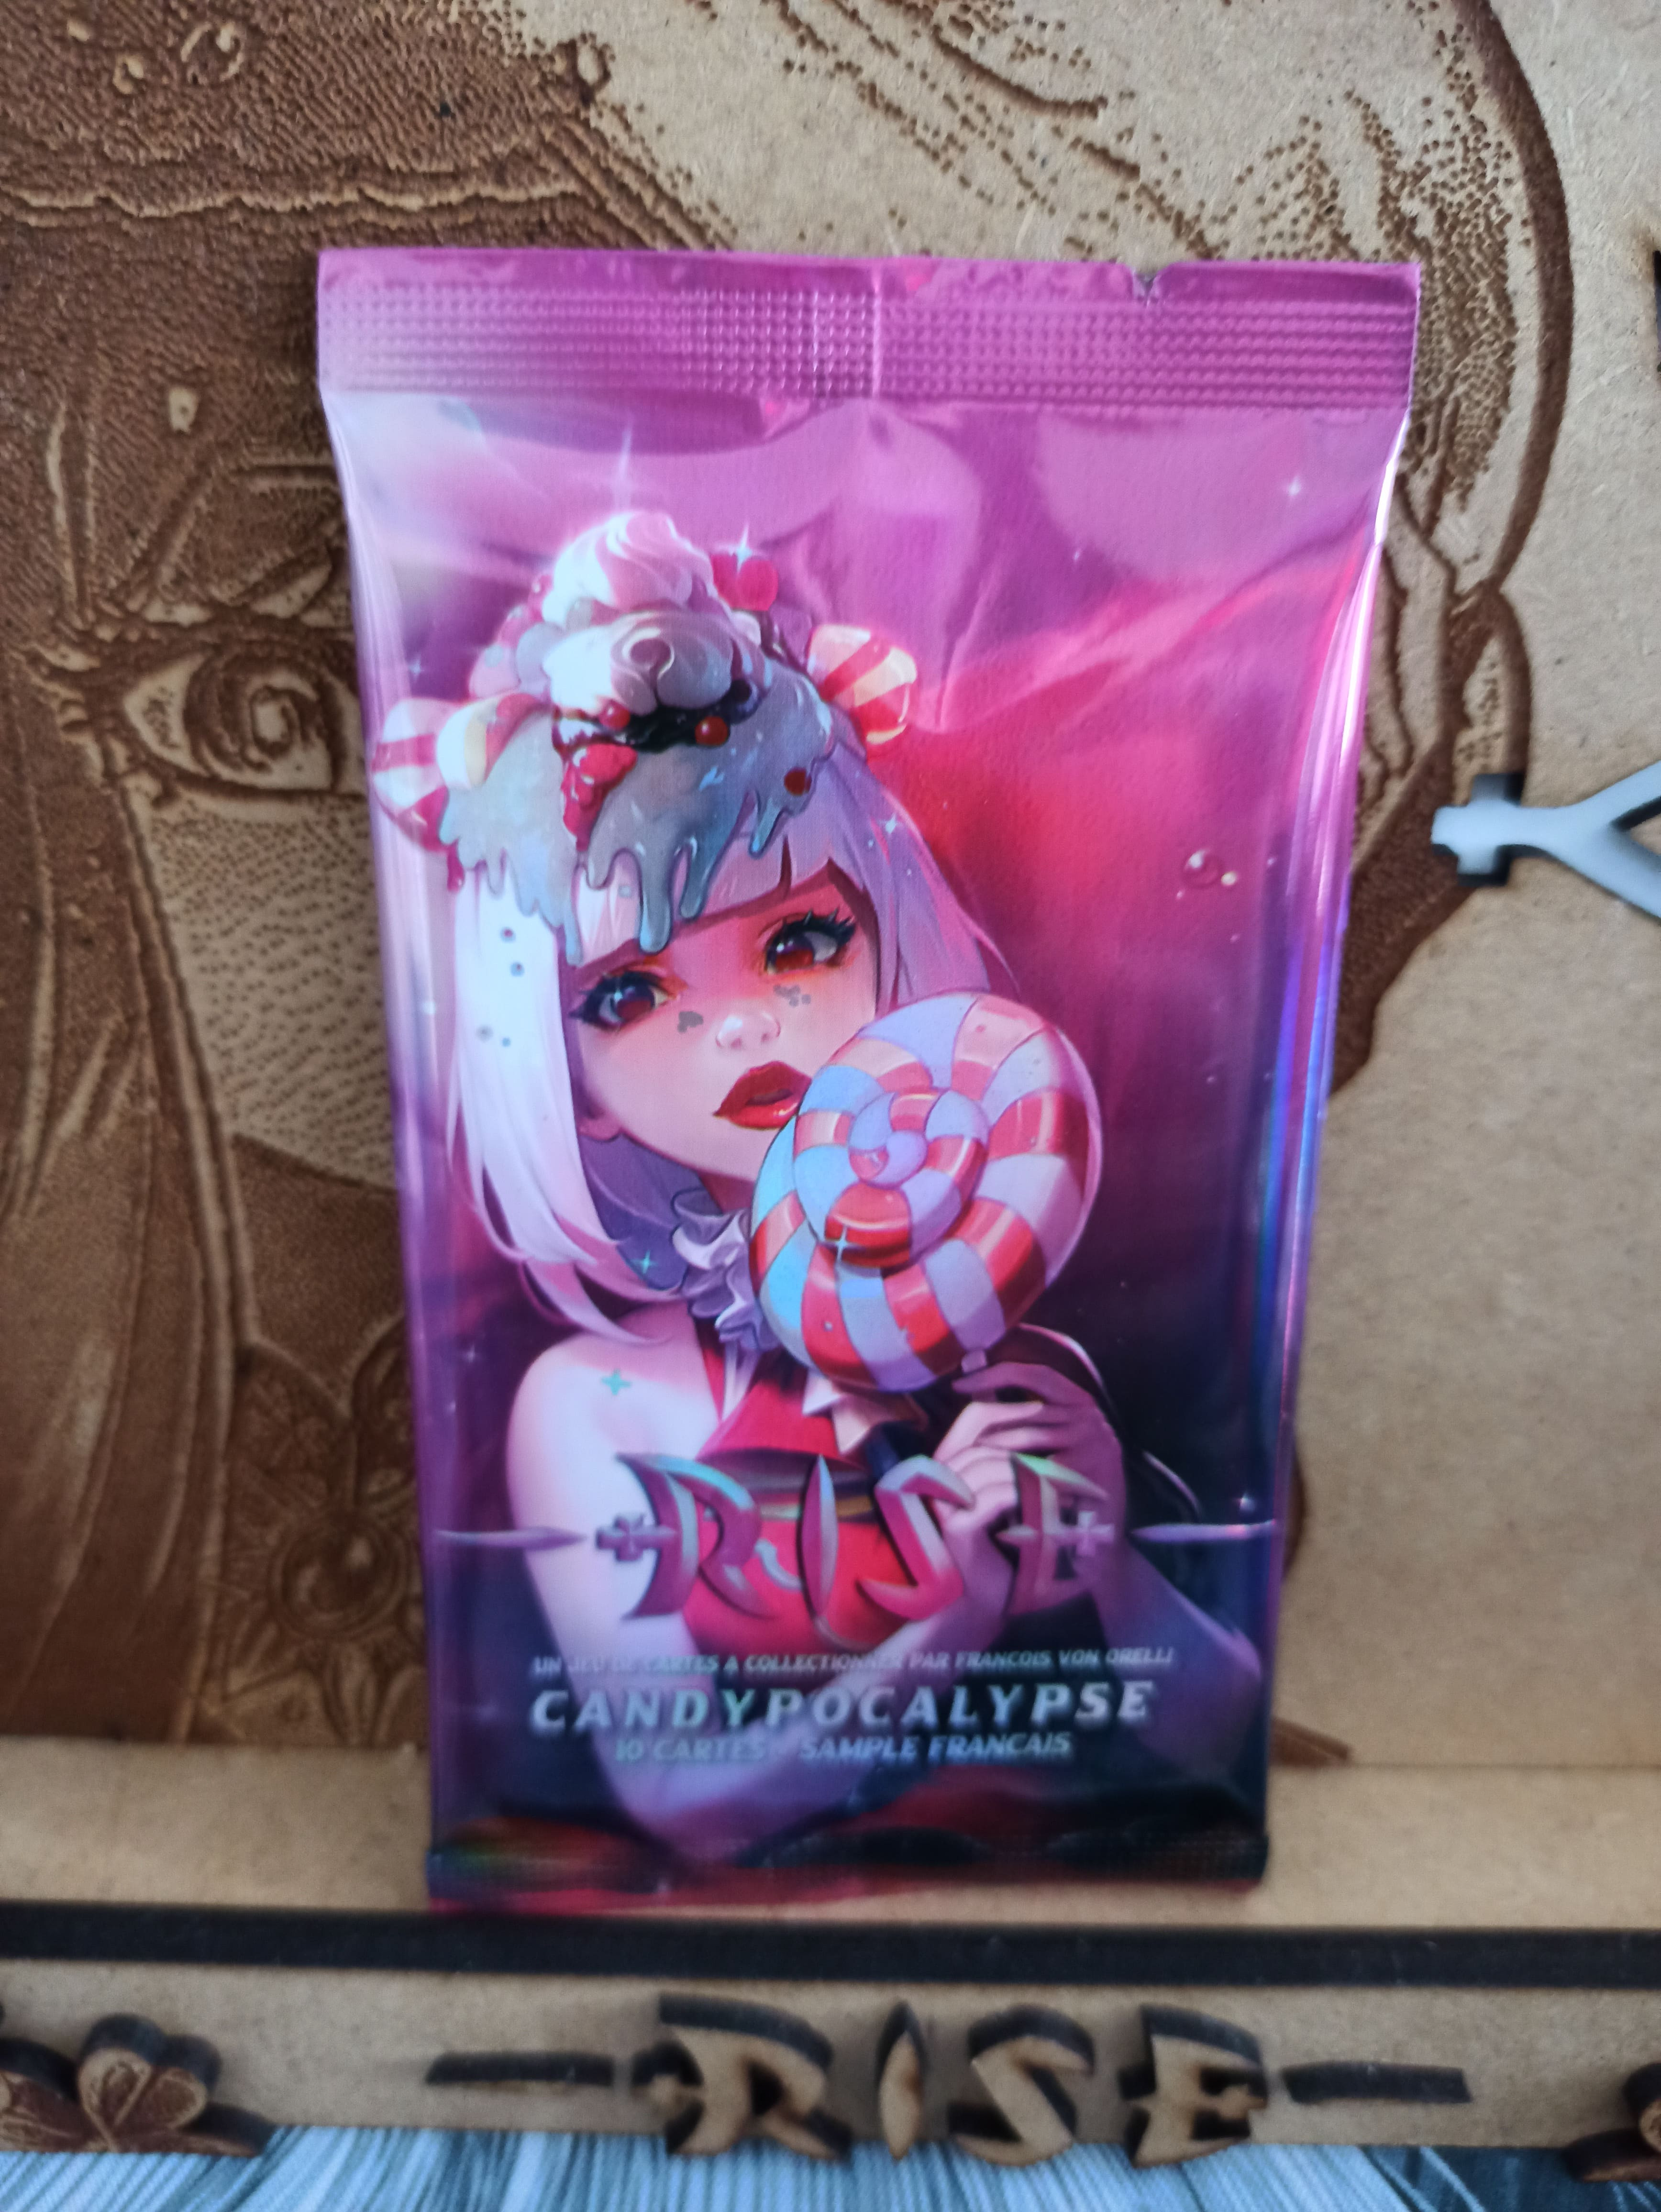 RISE
UN JEU DE CARTES A COLLECTIONNER PAR FRANCOIS VON ORELLI
CANDYPOCALYPSE
10 CARTES - SAMPLE FRANCAIS
RISE